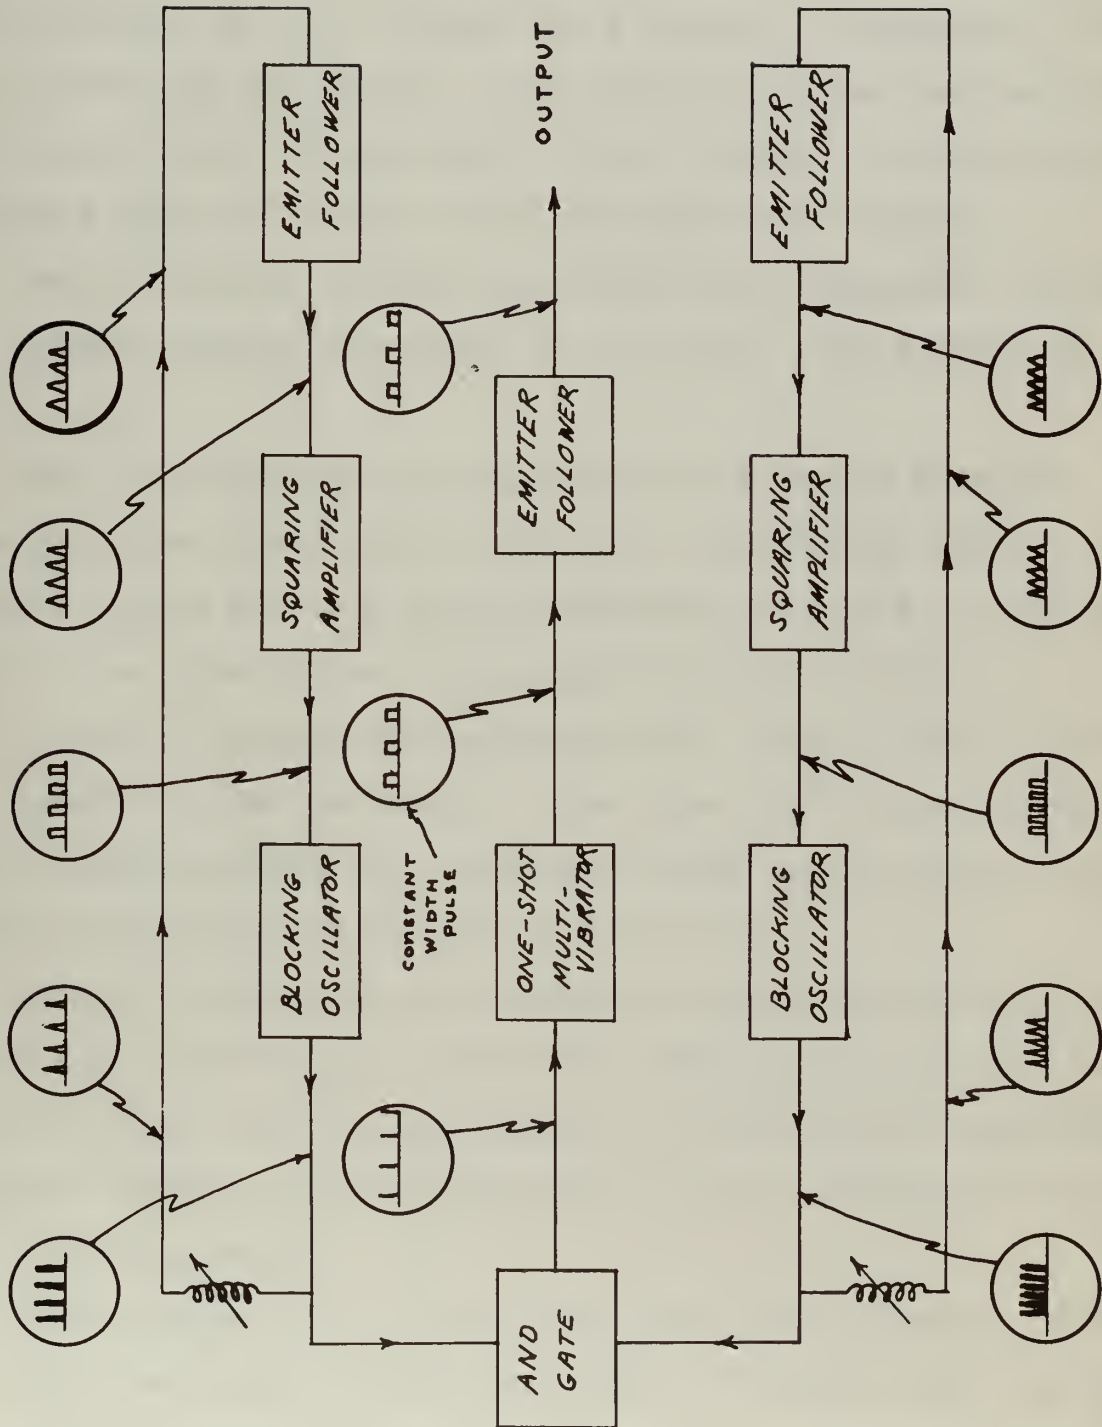 EMITTER
FOLLOWER
SQUARING
AMPLIFIER
BLOCKING
OSCILLATOR
OUTPUT
EMITTER
FOLLOWER
CONSTANT
WIDTH
PULSE
ONE-SHOT
MULTI-
VIBRATOR
AND
GATE
EMITTER
FOLLOWER
SQUARING
AMPLIFIER
BLOCKING
OSCILLATOR